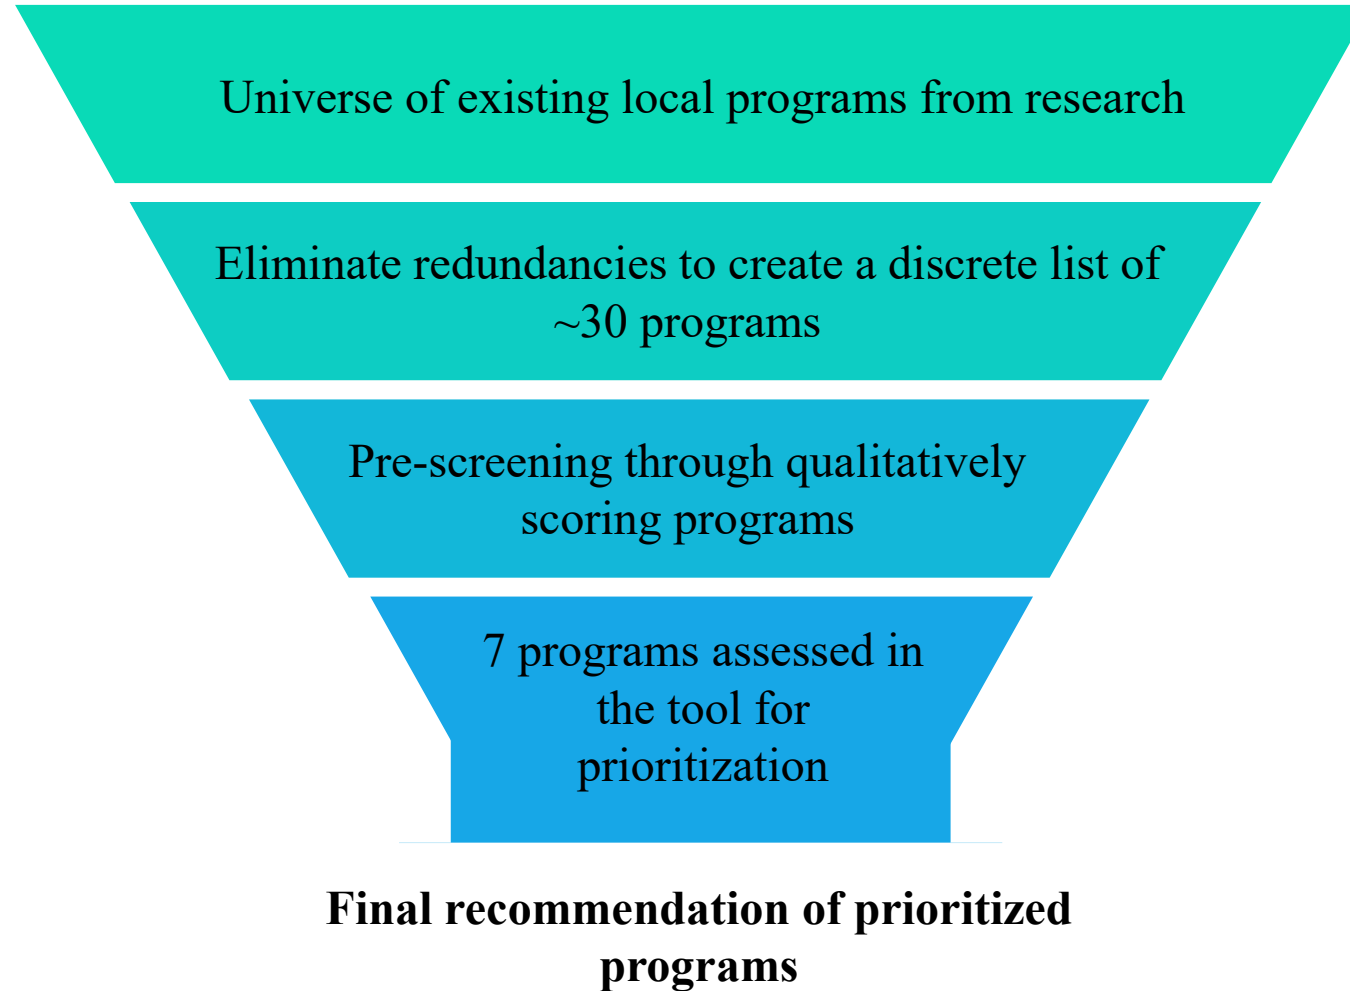 Universe of existing local programs from research
Eliminate redundancies to create a discrete list of
~30 programs
Pre-screening through qualitatively
scoring programs
7 programs assessed in
the tool for
prioritization
Final recommendation of prioritized
programs